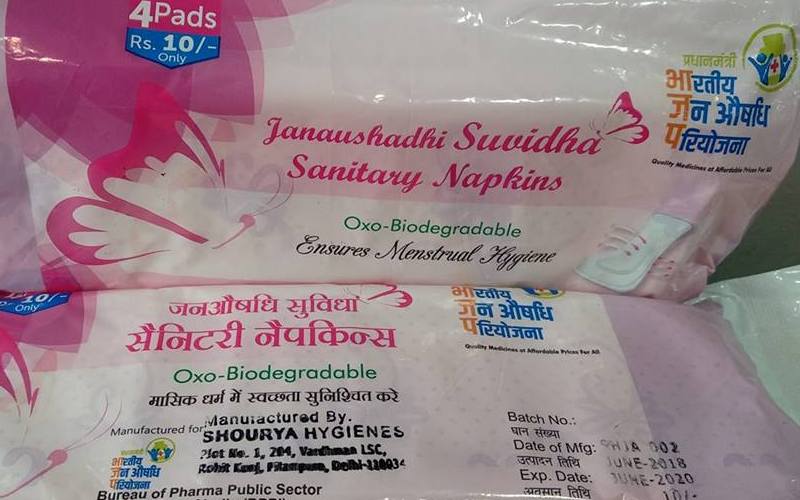 4Pads
Rs. 10/-
Only
प्रधानमंत्री
भारतीय
जन औषधि
परियोजना
Quality Medicines at Affordable Prices For All
Janaushadhi Suvidha
Sanitary Napkins
Oxo-Biodegradable
Ensures Menstrual Hygiene
10/-
Only
जनऔषधि सुविधा
सैनिटरी नैपकिन्स
भारतीय
जन औषधि
परियोजना
Quality Medicines at Affordable Prices For All
Oxo-Biodegradable
मासिक धर्म में स्वच्छता सुनिश्चित करे
Manufactured By.
Manufactured for
SHOURYA HYGIENES
Plot No. 1, 204, Vardhman LSC,
Rohit Kunj, Pitampura, Delhi-110034
भारतीय
जन औषधि
परियोजना
Bureau of Pharma Public Sector
Batch No.:
घान संख्या
Date of Mfg:
002
उत्पादन तिथि
JUNE-2018
Exp. Date:
JUNE-2020
अवसान तिथि
10/-